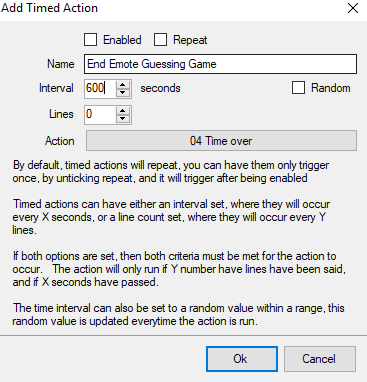 Add Timed Action
Enabled Repeat
Name End Emote Guessing Game
Interval 600 seconds Random
Lines 0
Action 04 Time over
By default, timed actions will repeat, you can have them only trigger
once, by unticking repeat, and it will trigger after being enabled
Timed actions can have either an interval set, where they will occur
every X seconds, or a line count set, where they will occur every Y
lines.
If both options are set, then both criteria must be met for the action to
occur. The action will only run if Y number have lines have been said,
and if X seconds have passed.
The time interval can also be set to a random value within a range, this
random value is updated everytime the action is run.
Ok Cancel